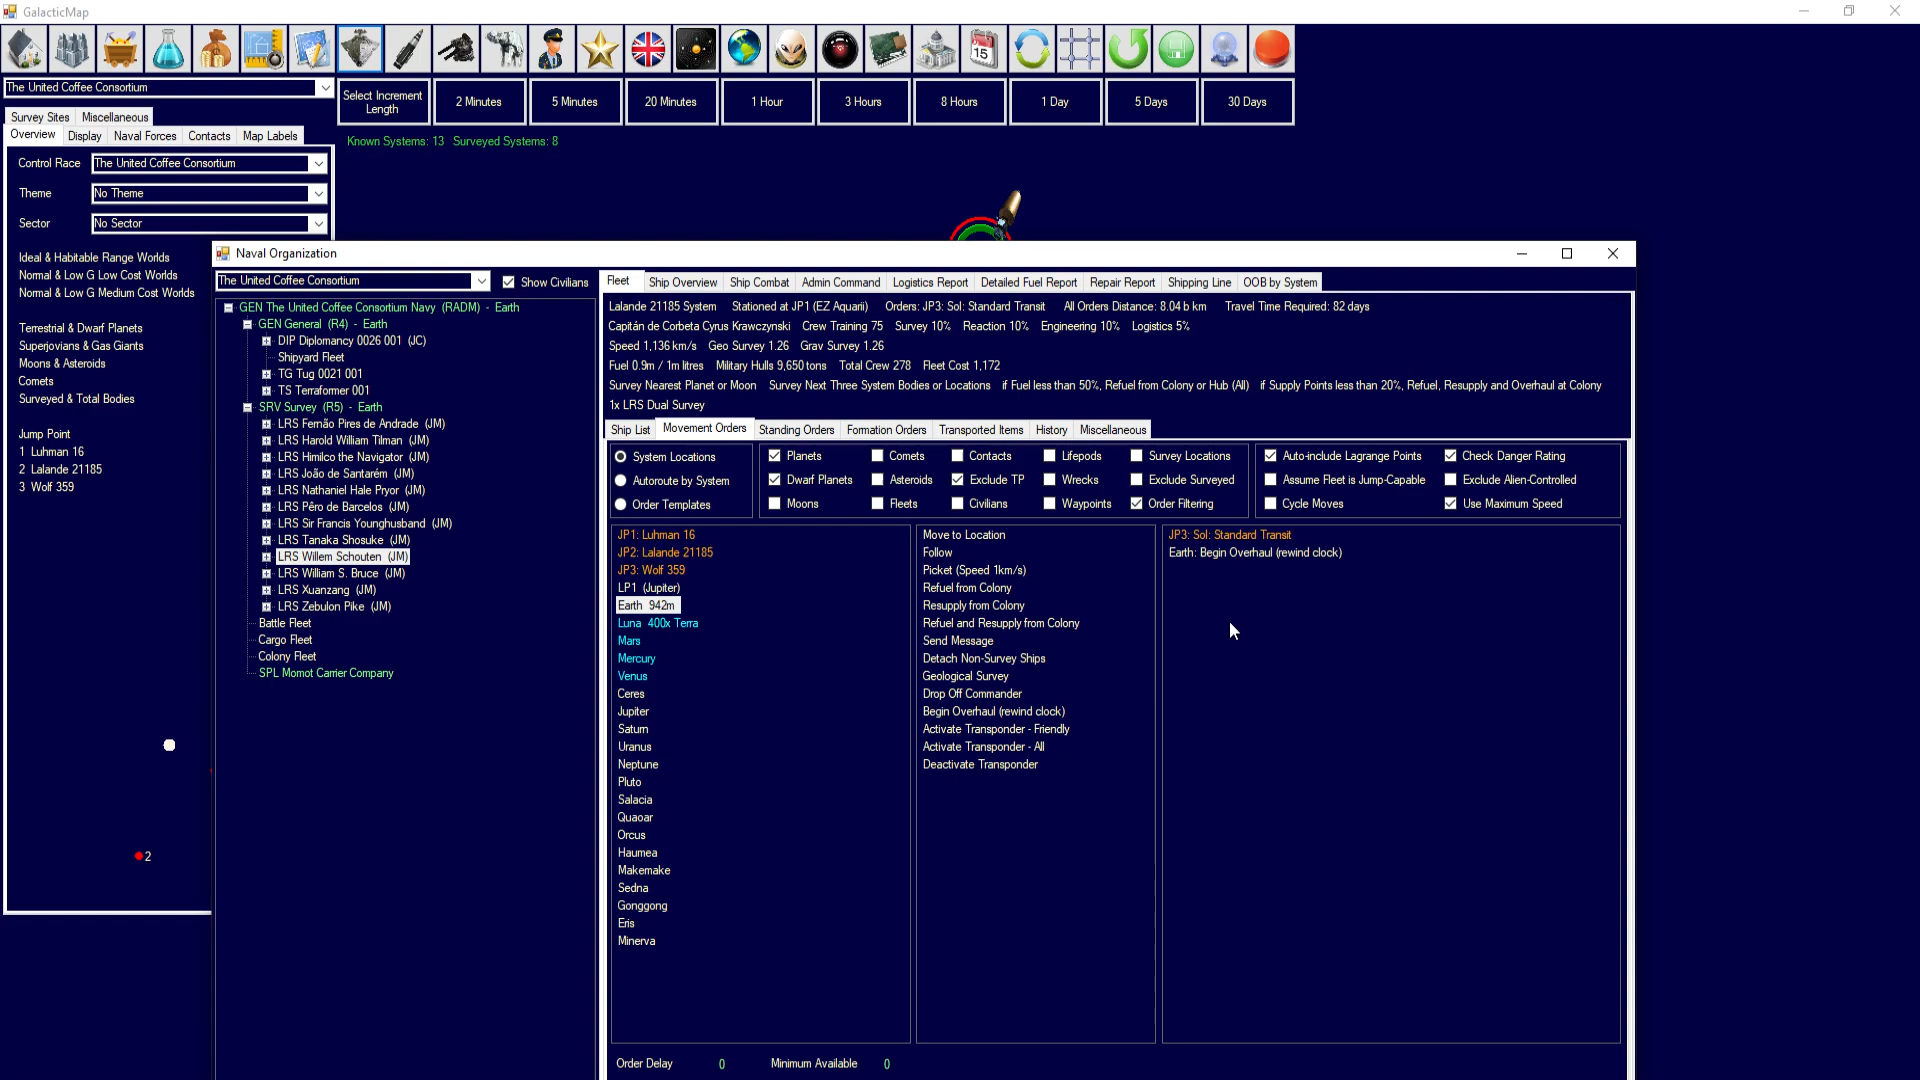 GalacticMap
The United Coffee Consortium
Select Increment Length
2 Minutes
5 Minutes
20 Minutes
1 Hour
3 Hours
8 Hours
1 Day
5 Days
30 Days
Survey Sites Miscellaneous
Overview Display Naval Forces Contacts Map Labels
Known Systems: 13 Surveyed Systems: 8
Control Race The United Coffee Consortium
Theme No Theme
Sector No Sector
Ideal & Habitable Range Worlds
Normal & Low G Low Cost Worlds
Normal & Low G Medium Cost Worlds
Terrestrial & Dwarf Planets
Superjovians & Gas Giants
Moons & Asteroids
Comets
Surveyed & Total Bodies
Jump Point
1 Luhman 16
2 Lalande 21185
3 Wolf 359
2
Naval Organization
The United Coffee Consortium
Show Civilians
GEN The United Coffee Consortium Navy (RADM) - Earth
GEN General (R4) - Earth
DIP Diplomancy 0026 001 (JC)
Shipyard Fleet
TG Tug 0021 001
TS Terraformer 001
SRV Survey (R5) - Earth
LRS Fernão Pires de Andrade (JM)
LRS Harold William Tilman (JM)
LRS Himilco the Navigator (JM)
LRS João de Santarém (JM)
LRS Nathaniel Hale Pryor (JM)
LRS Pêro de Barcelos (JM)
LRS Sir Francis Younghusband (JM)
LRS Tanaka Shosuke (JM)
LRS Willem Schouten (JM)
LRS William S. Bruce (JM)
LRS Xuanzang (JM)
LRS Zebulon Pike (JM)
Battle Fleet
Cargo Fleet
Colony Fleet
SPL Momot Carrier Company
Fleet Ship Overview Ship Combat Admin Command Logistics Report Detailed Fuel Report Repair Report Shipping Line OOB by System
Lalande 21185 System Stationed at JP1 (EZ Aquarii) Orders: JP3: Sol: Standard Transit All Orders Distance: 8.04 b km Travel Time Required: 82 days
Capitán de Corbeta Cyrus Krawczynski Crew Training 75 Survey 10% Reaction 10% Engineering 10% Logistics 5%
Speed 1,136 km/s Geo Survey 1.26 Grav Survey 1.26
Fuel 0.9m / 1m litres Military Hulls 9,650 tons Total Crew 278 Fleet Cost 1,172
Survey Nearest Planet or Moon Survey Next Three System Bodies or Locations if Fuel less than 50%, Refuel from Colony or Hub (All) if Supply Points less than 20%, Refuel, Resupply and Overhaul at Colony
1x LRS Dual Survey
Ship List Movement Orders Standing Orders Formation Orders Transported Items History Miscellaneous
System Locations
Autoroute by System
Order Templates
Planets Comets Contacts Lifepods Survey Locations
Dwarf Planets Asteroids Exclude TP Wrecks Exclude Surveyed
Moons Fleets Civilians Waypoints Order Filtering
Auto-include Lagrange Points Check Danger Rating
Assume Fleet is Jump-Capable Exclude Alien-Controlled
Cycle Moves Use Maximum Speed
JP1: Luhman 16
JP2: Lalande 21185
JP3: Wolf 359
LP1 (Jupiter)
Earth 942m
Luna 400x Terra
Mars
Mercury
Venus
Ceres
Jupiter
Saturn
Uranus
Neptune
Pluto
Salacia
Quaoar
Orcus
Haumea
Makemake
Sedna
Gonggong
Eris
Minerva
Move to Location
Follow
Picket (Speed 1km/s)
Refuel from Colony
Resupply from Colony
Refuel and Resupply from Colony
Send Message
Detach Non-Survey Ships
Geological Survey
Drop Off Commander
Begin Overhaul (rewind clock)
Activate Transponder - Friendly
Activate Transponder - All
Deactivate Transponder
JP3: Sol: Standard Transit
Earth: Begin Overhaul (rewind clock)
Order Delay 0 Minimum Available 0